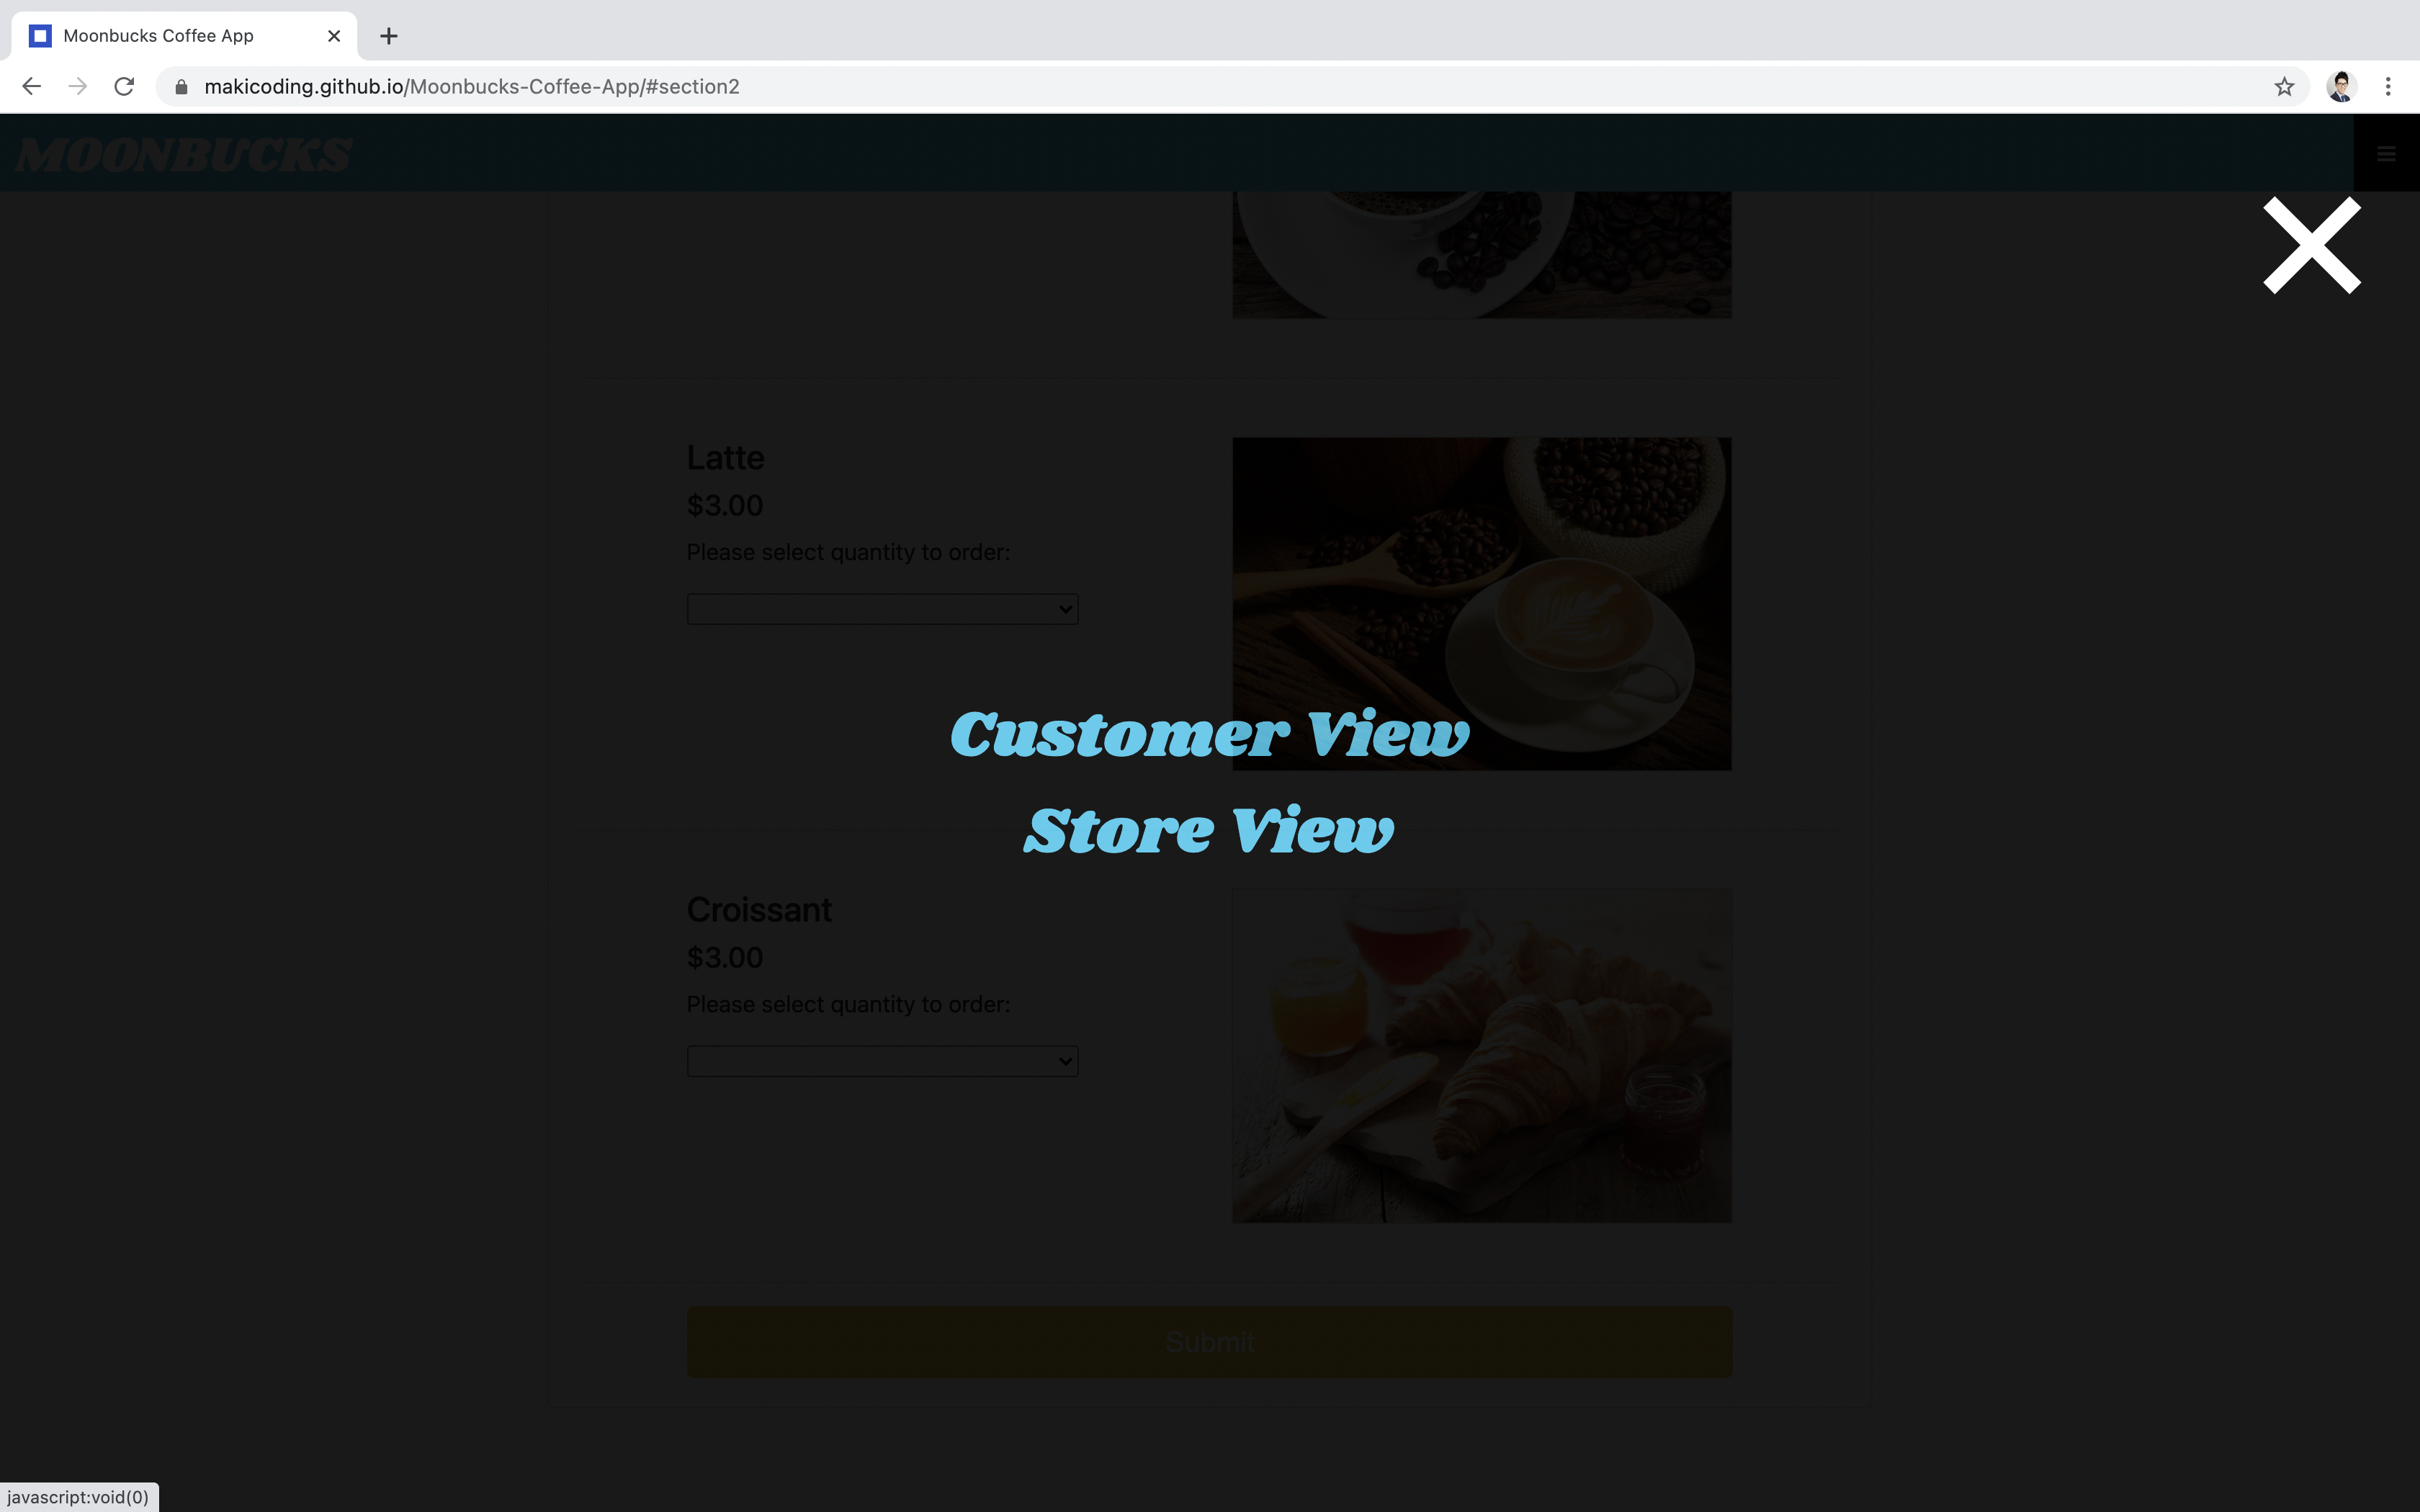 Moonbucks Coffee App
makicoding.github.io/Moonbucks-Coffee-App/#section2
MOONBUCKS
Latte
$3.00
Please select quantity to order:
Customer View
Store View
Croissant
$3.00
Please select quantity to order:
Submit
javascript:void(0)